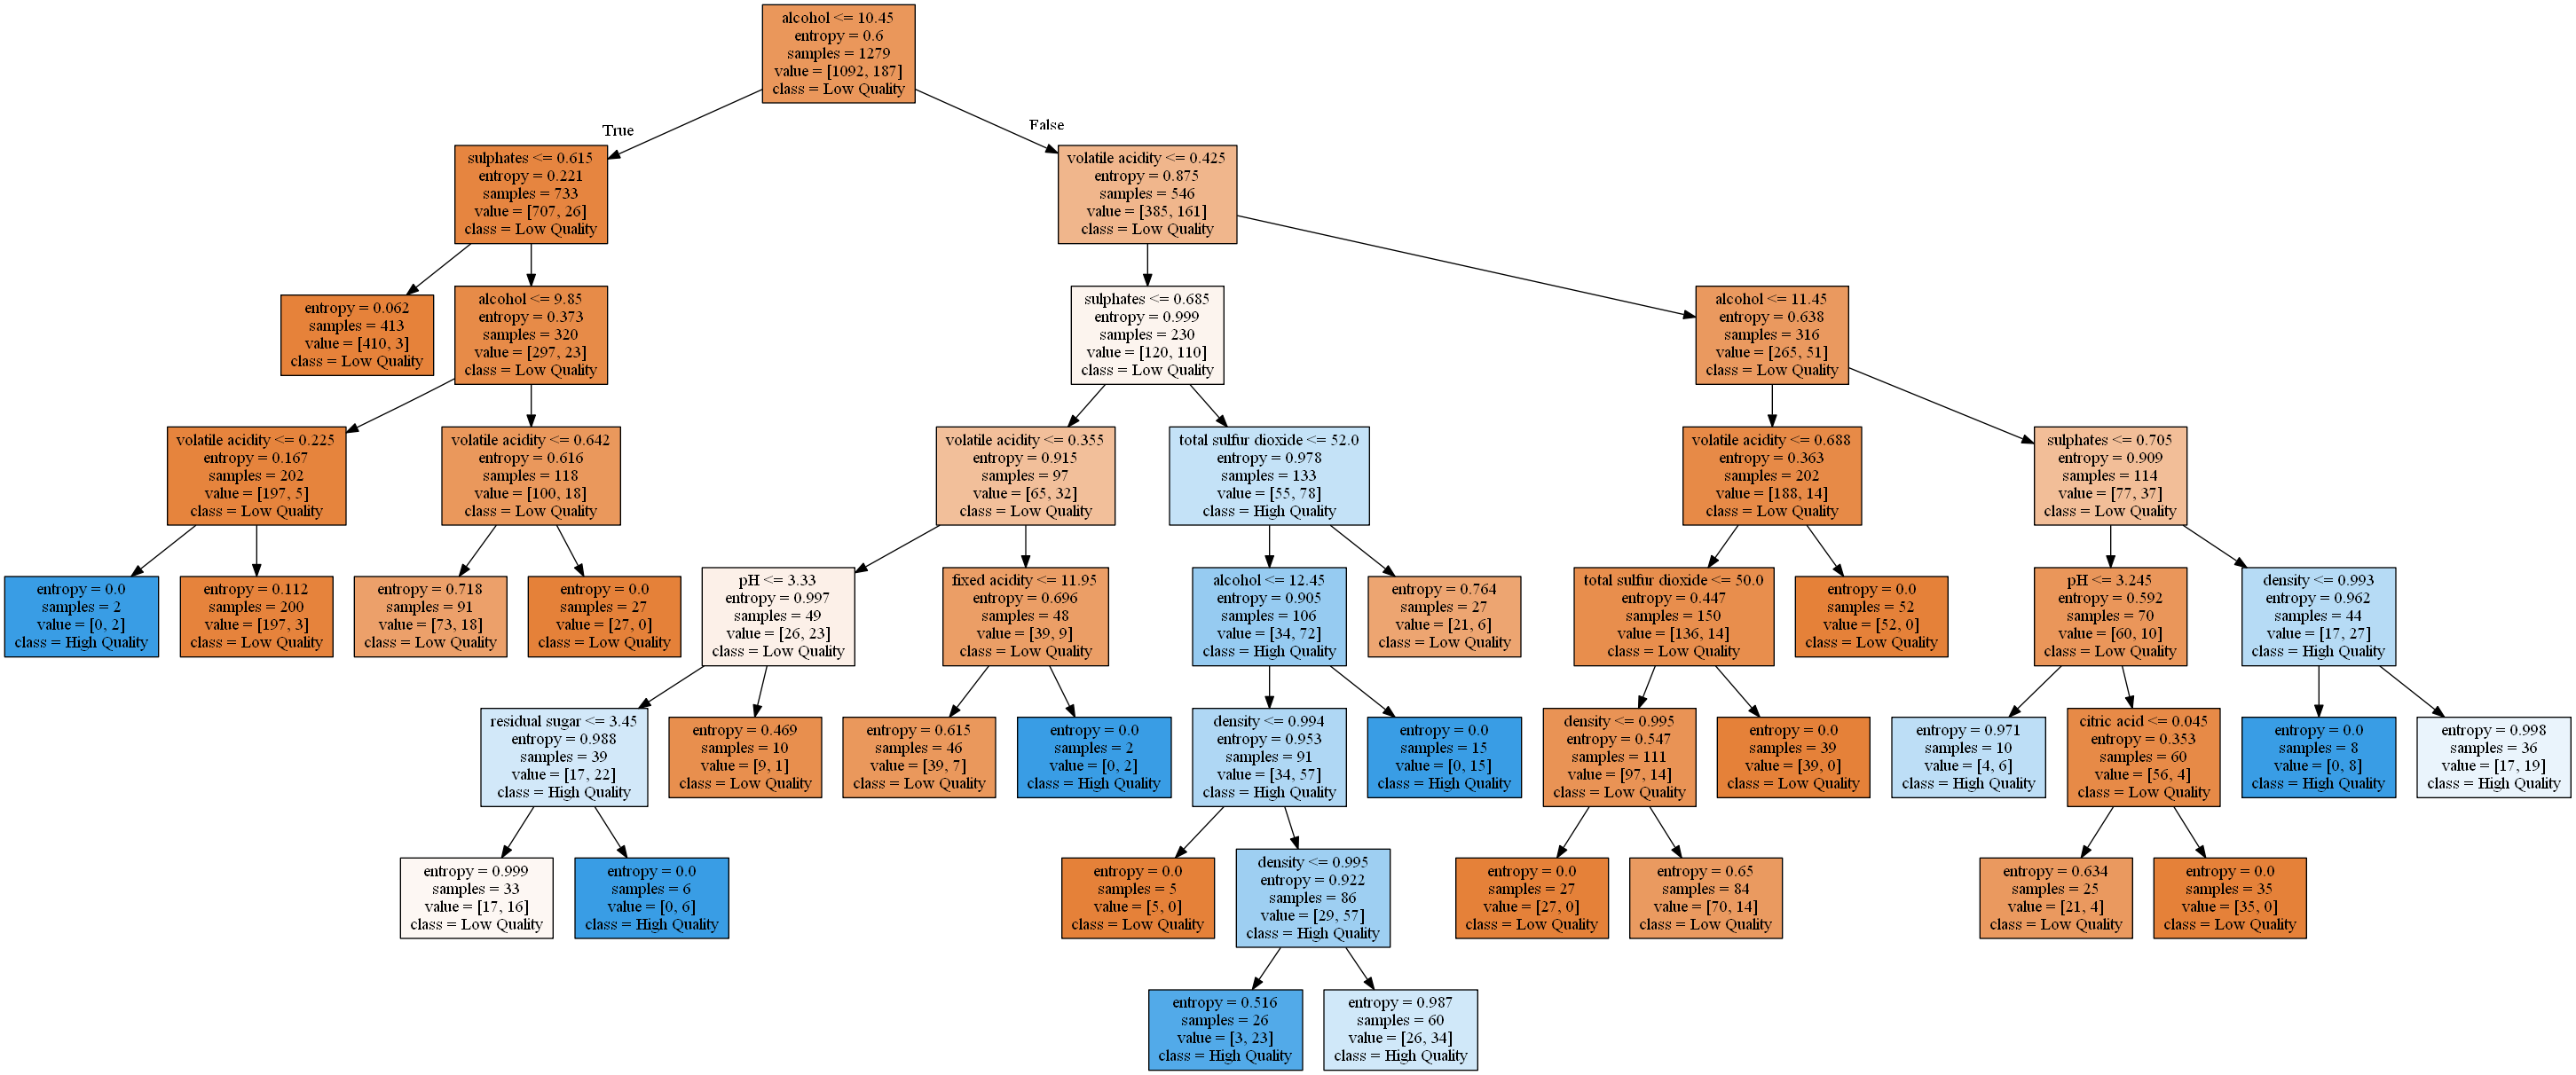 alcohol <= 10.45
entropy = 0.6
samples = 1279
value = [1092, 187]
class = Low Quality
True
False
sulphates <= 0.615
entropy = 0.221
samples = 733
value = [707, 26]
class = Low Quality
volatile acidity <= 0.425
entropy = 0.875
samples = 546
value = [385, 161]
class = Low Quality
entropy = 0.062
samples = 413
value = [410, 3]
class = Low Quality
alcohol <= 9.85
entropy = 0.373
samples = 320
value = [297, 23]
class = Low Quality
sulphates <= 0.685
entropy = 0.999
samples = 230
value = [120, 110]
class = Low Quality
alcohol <= 11.45
entropy = 0.638
samples = 316
value = [265, 51]
class = Low Quality
volatile acidity <= 0.225
entropy = 0.167
samples = 202
value = [197, 5]
class = Low Quality
volatile acidity <= 0.642
entropy = 0.616
samples = 118
value = [100, 18]
class = Low Quality
volatile acidity <= 0.355
entropy = 0.915
samples = 97
value = [65, 32]
class = Low Quality
total sulfur dioxide <= 52.0
entropy = 0.978
samples = 133
value = [55, 78]
class = High Quality
volatile acidity <= 0.688
entropy = 0.363
samples = 202
value = [188, 14]
class = Low Quality
sulphates <= 0.705
entropy = 0.909
samples = 114
value = [77, 37]
class = Low Quality
entropy = 0.0
samples = 2
value = [0, 2]
class = High Quality
entropy = 0.112
samples = 200
value = [197, 3]
class = Low Quality
entropy = 0.718
samples = 91
value = [73, 18]
class = Low Quality
entropy = 0.0
samples = 27
value = [27, 0]
class = Low Quality
pH <= 3.33
entropy = 0.997
samples = 49
value = [26, 23]
class = Low Quality
fixed acidity <= 11.95
entropy = 0.696
samples = 48
value = [39, 9]
class = Low Quality
alcohol <= 12.45
entropy = 0.905
samples = 106
value = [34, 72]
class = High Quality
entropy = 0.764
samples = 27
value = [21, 6]
class = Low Quality
total sulfur dioxide <= 50.0
entropy = 0.447
samples = 150
value = [136, 14]
class = Low Quality
entropy = 0.0
samples = 52
value = [52, 0]
class = Low Quality
pH <= 3.245
entropy = 0.592
samples = 70
value = [60, 10]
class = Low Quality
density <= 0.993
entropy = 0.962
samples = 44
value = [17, 27]
class = High Quality
residual sugar <= 3.45
entropy = 0.988
samples = 39
value = [17, 22]
class = High Quality
entropy = 0.469
samples = 10
value = [9, 1]
class = Low Quality
entropy = 0.615
samples = 46
value = [39, 7]
class = Low Quality
entropy = 0.0
samples = 2
value = [0, 2]
class = High Quality
density <= 0.994
entropy = 0.953
samples = 91
value = [34, 57]
class = High Quality
entropy = 0.0
samples = 15
value = [0, 15]
class = High Quality
density <= 0.995
entropy = 0.547
samples = 111
value = [97, 14]
class = Low Quality
entropy = 0.0
samples = 39
value = [39, 0]
class = Low Quality
entropy = 0.971
samples = 10
value = [4, 6]
class = High Quality
citric acid <= 0.045
entropy = 0.353
samples = 60
value = [56, 4]
class = Low Quality
entropy = 0.0
samples = 8
value = [0, 8]
class = High Quality
entropy = 0.998
samples = 36
value = [17, 19]
class = High Quality
entropy = 0.999
samples = 33
value = [17, 16]
class = Low Quality
entropy = 0.0
samples = 6
value = [0, 6]
class = High Quality
entropy = 0.0
samples = 5
value = [5, 0]
class = Low Quality
density <= 0.995
entropy = 0.922
samples = 86
value = [29, 57]
class = High Quality
entropy = 0.0
samples = 27
value = [27, 0]
class = Low Quality
entropy = 0.65
samples = 84
value = [70, 14]
class = Low Quality
entropy = 0.634
samples = 25
value = [21, 4]
class = Low Quality
entropy = 0.0
samples = 35
value = [35, 0]
class = Low Quality
entropy = 0.516
samples = 26
value = [3, 23]
class = High Quality
entropy = 0.987
samples = 60
value = [26, 34]
class = High Quality